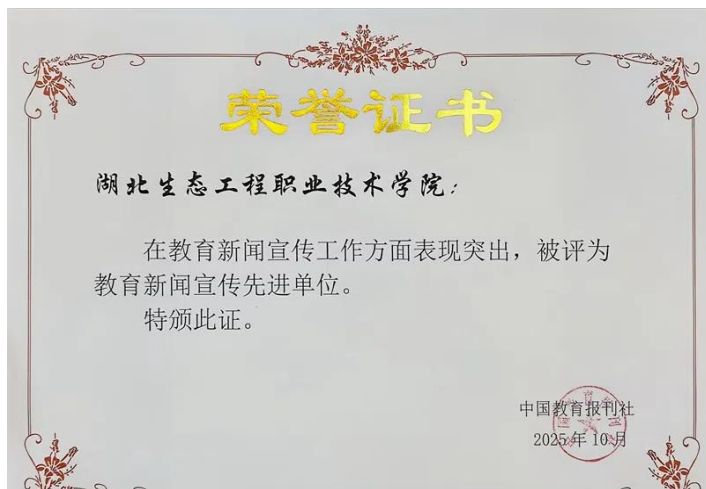 荣誉证书
湖北生态工程职业技术学院：
在教育新闻宣传工作方面表现突出，被评为
教育新闻宣传先进单位。
特颁此证。
中国教育报刊社
2025年10月